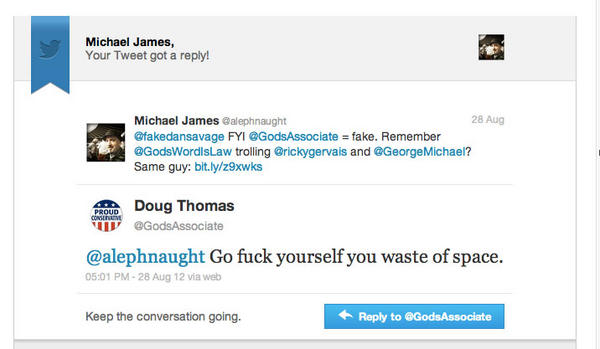 Michael James,
Your Tweet got a reply!
Michael James @alephnaught 28 Aug
@fakedansavage FYI @GodsAssociate = fake. Remember
@GodsWordIsLaw trolling @rickygervais and @GeorgeMichael?
Same guy: bit.ly/z9xwks
PROUD
CONSERVATIVE
Doug Thomas
@GodsAssociate
@alephnaught Go fuck yourself you waste of space.
05:01 PM - 28 Aug 12 via web
Keep the conversation going.
Reply to @GodsAssociate